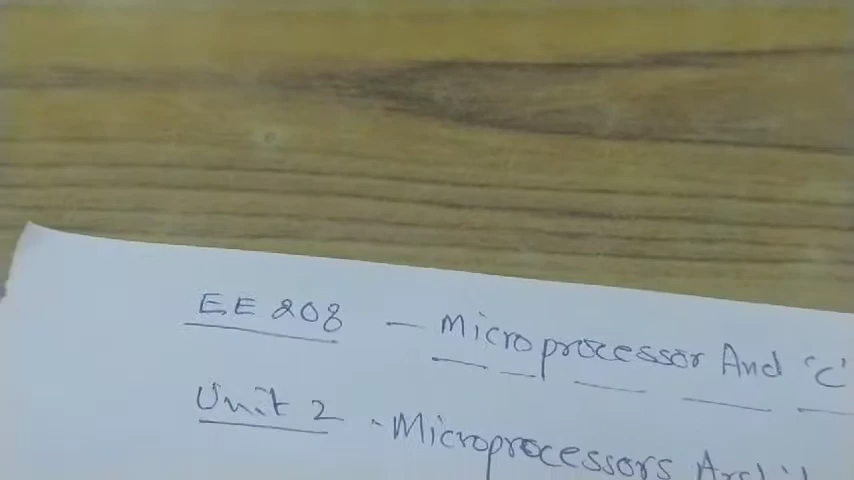 EE 208 - Microprocessor And 'C'
Unit 2 - Microprocessors